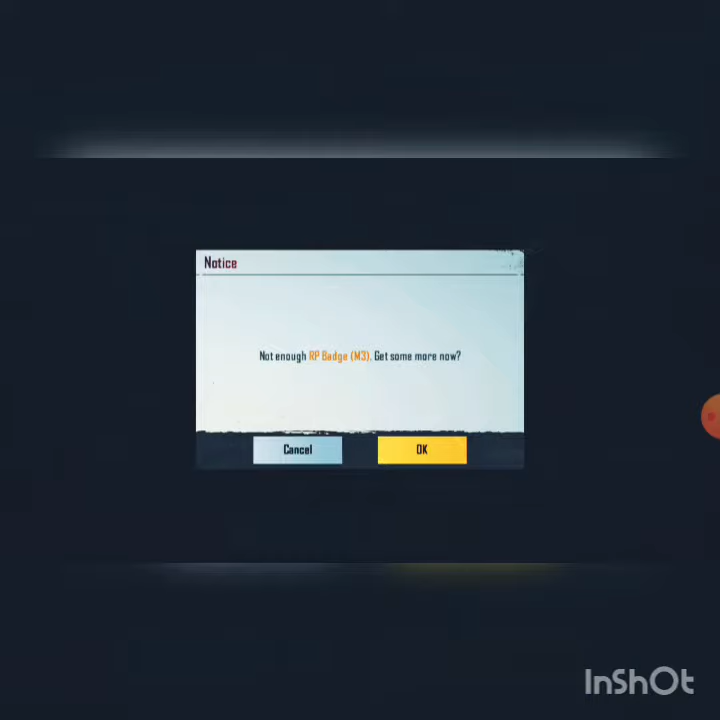 Notice
Not enough RP Badge (M3). Get some more now?
Cancel
OK
InShOt